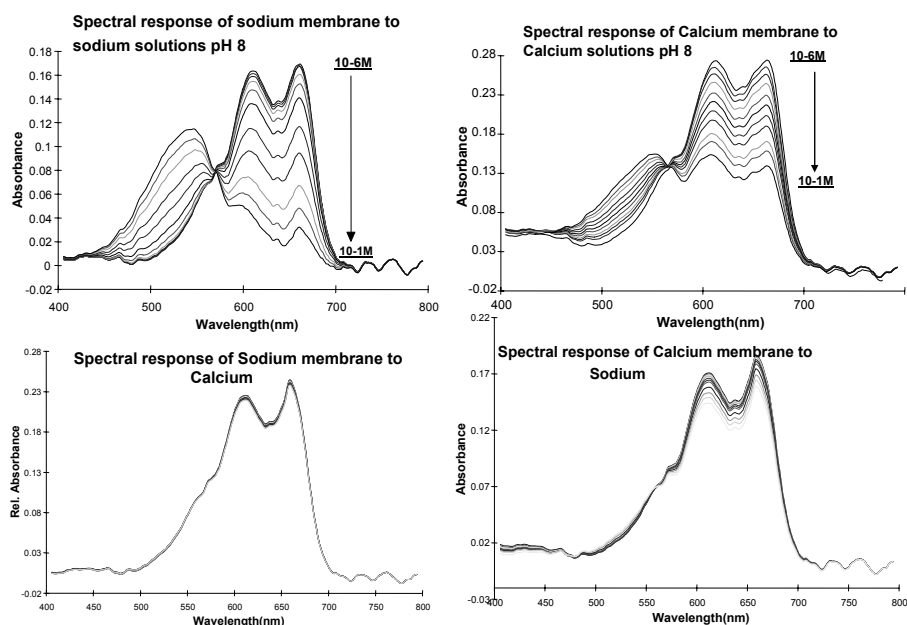 Spectral response of sodium membrane to
sodium solutions pH 8
0.18
0.16
0.14
0.12
0.10
0.08
0.06
0.04
0.02
0
-0.02
Absorbance
10-6M
10-1M
400 500 600 700 800
Wavelength(nm)
Spectral response of Calcium membrane to
Calcium solutions pH 8
0.28
0.23
0.18
0.13
0.08
0.03
-0.02
Absorbance
10-6M
10-1M
400 500 600 700 800
Wavelength(nm)
Spectral response of Sodium membrane to
Calcium
0.28
0.23
0.13
0.03
-0.02
Rel. Absorbance
400 450 500 550 600 650 700 750 800
Wavelength(nm)
Spectral response of Calcium membrane to
Sodium
0.22
0.17
0.12
0.07
0.02
-0.03
Absorbance
400 450 500 550 600 650 700 750 800
Wavelength(nm)